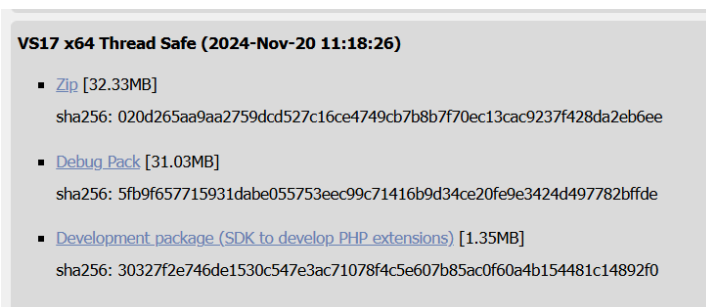 VS17 x64 Thread Safe (2024-Nov-20 11:18:26)
Zip [32.33MB]
sha256: 020d265aa9aa2759dcd527c16ce4749cb7b8b7f70ec13cac9237f428da2eb6ee
Debug Pack [31.03MB]
sha256: 5fb9f657715931dabe055753eec99c71416b9d34ce20fe9e3424d497782bffde
Development package (SDK to develop PHP extensions) [1.35MB]
sha256: 30327f2e746de1530c547e3ac71078f4c5e607b85ac0f60a4b154481c14892f0